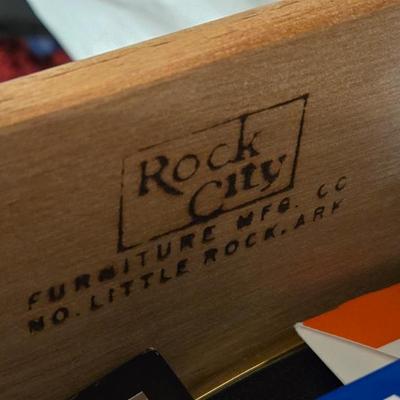 Rock
City
FURNITURE MFG. CO
NO. LITTLE ROCK, ARK